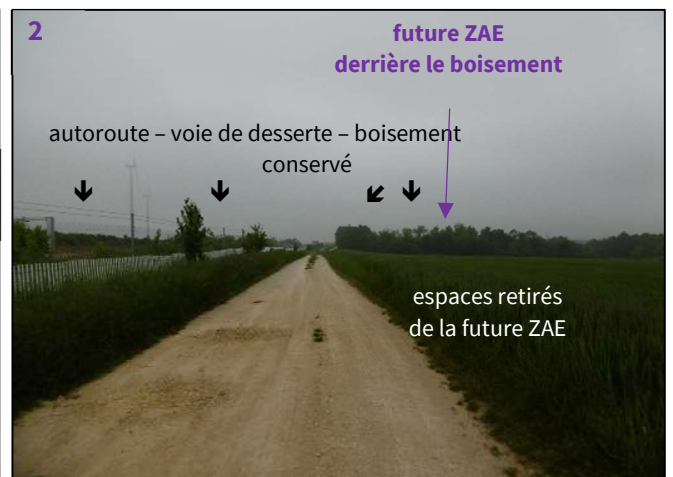 2
future ZAE
derrière le boisement
autoroute – voie de desserte – boisement
conservé
espaces retirés
de la future ZAE